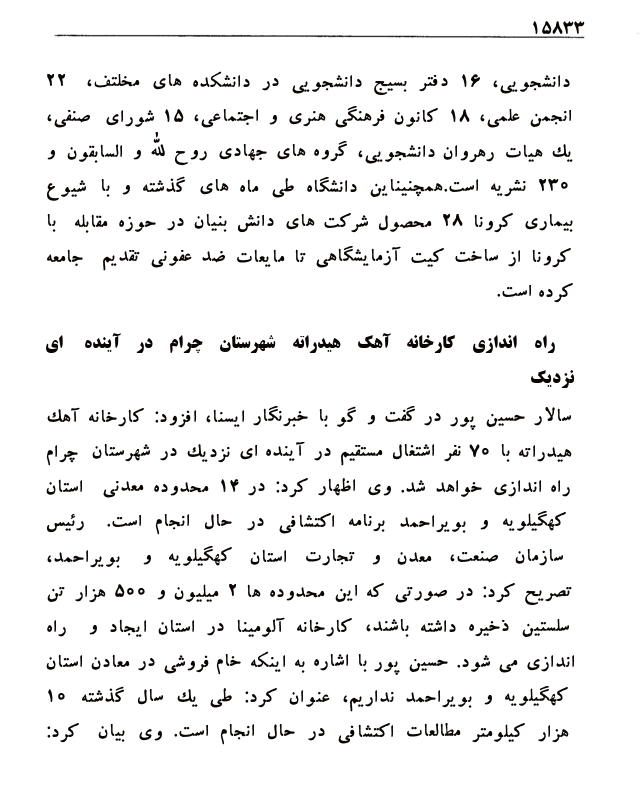 ۱۵۸۳۳
دانشجویی، ۱۶ دفتر بسیج دانشجویی در دانشکده های مخلتف، ۲۲
انجمن علمی، ۱۸ کانون فرهنگی هنری و اجتماعی، ۱۵ شورای صنفی،
یك هیات رهروان دانشجویی، گروه های جهادی روح لله و السابقون و
۲۳۰ نشریه است.همچنیناین دانشگاه طی ماه های گذشته و با شیوع
بیماری کرونا ۲۸ محصول شرکت های دانش بنیان در حوزه مقابله با
کرونا از ساخت کیت آزمایشگاهی تا مایعات ضد عفونی تقدیم جامعه
کرده است.
راه اندازی کارخانه آهک هیدراته شهرستان چرام در آینده ای
نزدیک
سالار حسین پور در گفت و گو با خبرنگار ایسنا، افزود: کارخانه آهك
هیدراته با ۷۰ نفر اشتغال مستقیم در آینده ای نزدیك در شهرستان چرام
راه اندازی خواهد شد. وی اظهار کرد: در ۱۴ محدوده معدنی استان
کهگیلویه و بویراحمد برنامه اکتشافی در حال انجام است. رئیس
سازمان صنعت، معدن و تجارت استان کهگیلویه و بویراحمد،
تصریح کرد: در صورتی که این محدوده ها ۲ میلیون و ۵۰۰ هزار تن
سلستین ذخیره داشته باشند، کارخانه آلومینا در استان ایجاد و راه
اندازی می شود. حسین پور با اشاره به اینکه خام فروشی در معادن استان
کهگیلویه و بویراحمد نداریم، عنوان کرد: طی یك سال گذشته ۱۰
هزار کیلومتر مطالعات اکتشافی در حال انجام است. وی بیان کرد: